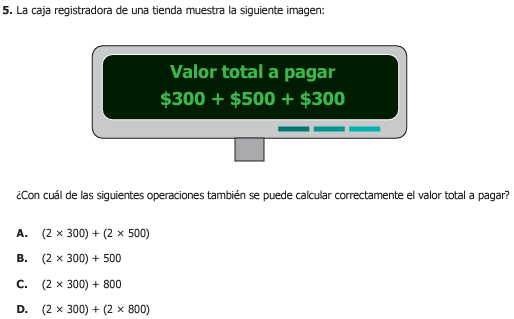 5. La caja registradora de una tienda muestra la siguiente imagen:
Valor total a pagar
$300 + $500 + $300
¿Con cuál de las siguientes operaciones también se puede calcular correctamente el valor total a pagar?
A. (2 × 300) + (2 × 500)
B. (2 × 300) + 500
C. (2 × 300) + 800
D. (2 × 300) + (2 × 800)